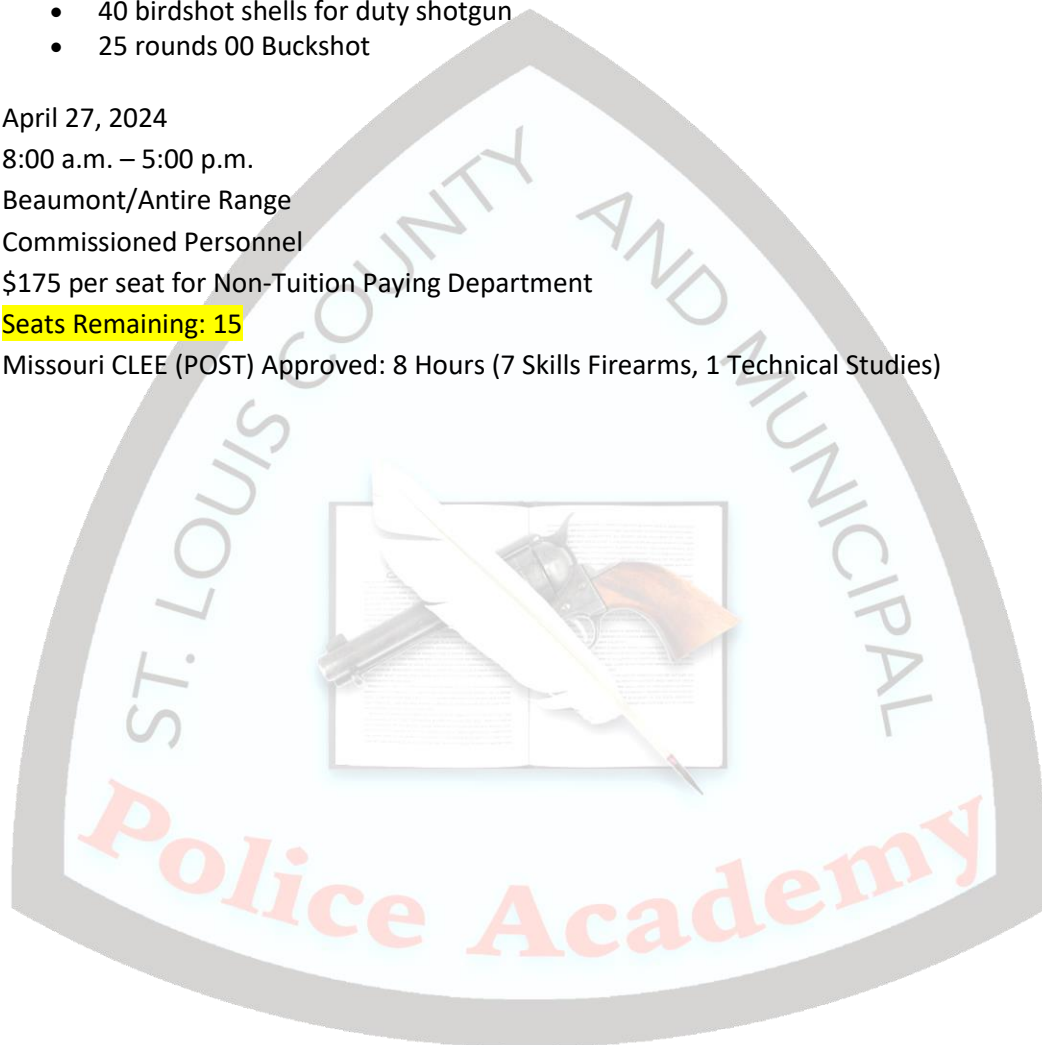 • 40 birdshot shells for duty shotgun
• 25 rounds 00 Buckshot
April 27, 2024
8:00 a.m. – 5:00 p.m.
Beaumont/Antire Range
Commissioned Personnel
$175 per seat for Non-Tuition Paying Department
Seats Remaining: 15
Missouri CLEE (POST) Approved: 8 Hours (7 Skills Firearms, 1 Technical Studies)
ST. LOUIS COUNTY AND MUNICIPAL
Police Academy